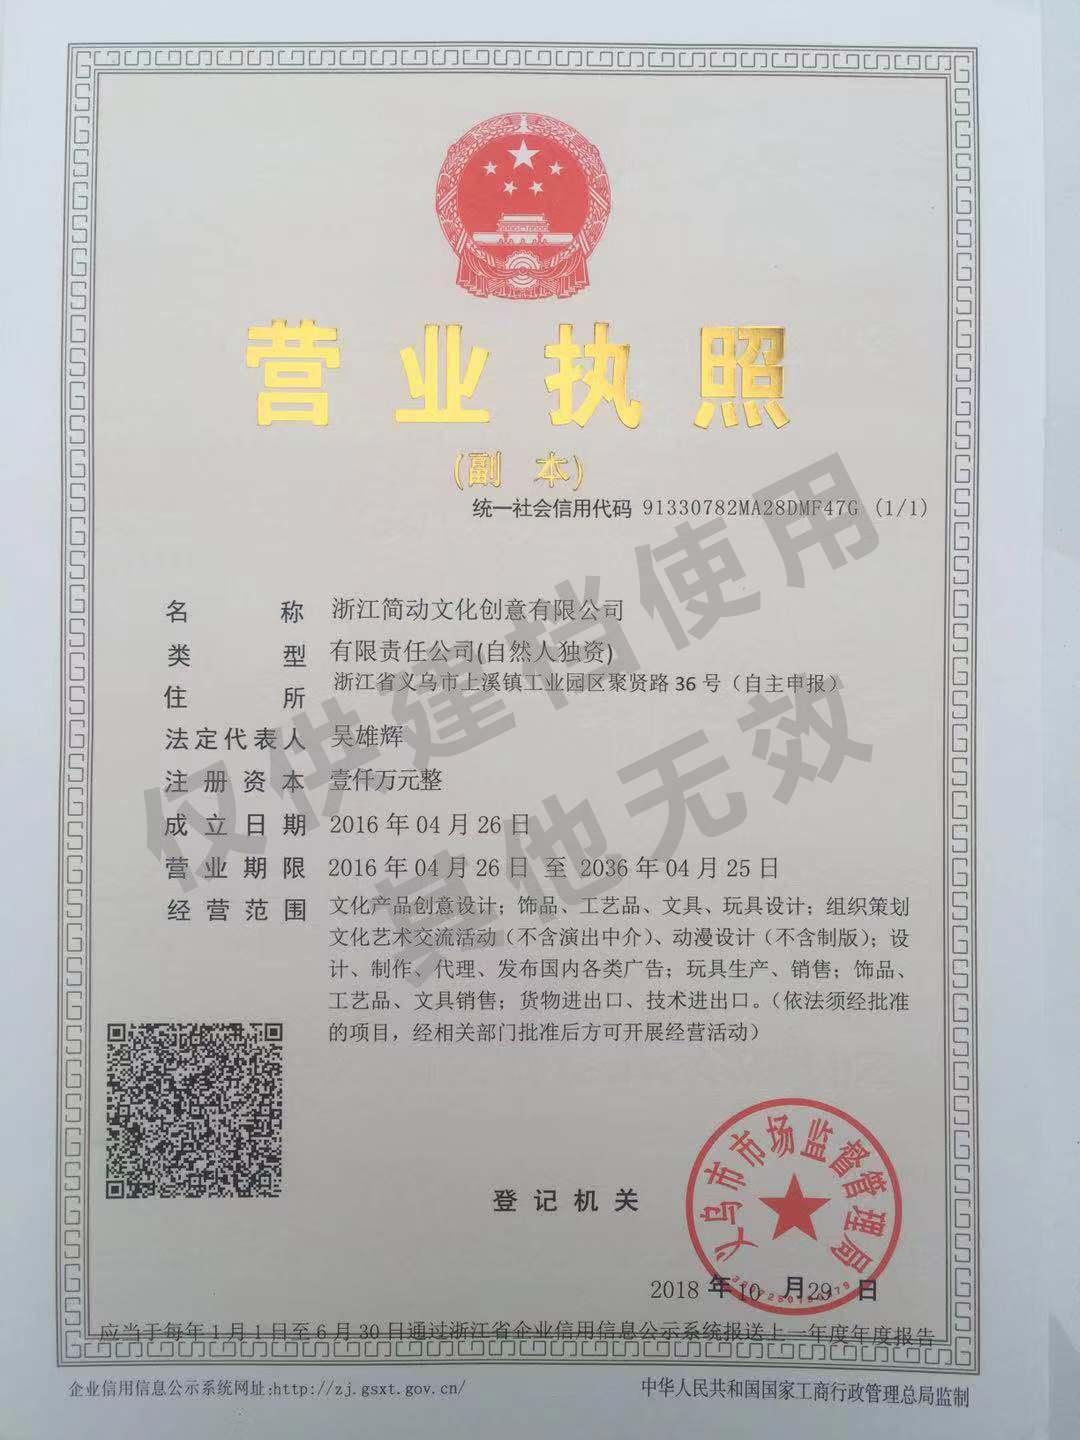 营业执照
(副 本)
统一社会信用代码 91330782MA28DMF47G (1/1)
名称 浙江简动文化创意有限公司
类型 有限责任公司(自然人独资)
住所 浙江省义乌市上溪镇工业园区聚贤路36号（自主申报）
法定代表人 吴雄辉
注册资本 壹仟万元整
成立日期 2016年04月26日
营业期限 2016年04月26日 至 2036年04月25日
经营范围 文化产品创意设计；饰品、工艺品、文具、玩具设计；组织策划
文化艺术交流活动（不含演出中介）、动漫设计（不含制版）；设
计、制作、代理、发布国内各类广告；玩具生产、销售；饰品、
工艺品、文具销售；货物进出口、技术进出口。（依法须经批准
的项目，经相关部门批准后方可开展经营活动）
仅供建档使用
其他无效
登记机关
义乌市市场监督管理局
2018年10月29日
应当于每年1月1日至6月30日通过浙江省企业信用信息公示系统报送上一年度年度报告
企业信用信息公示系统网址:http://zj.gsxt.gov.cn/
中华人民共和国国家工商行政管理总局监制